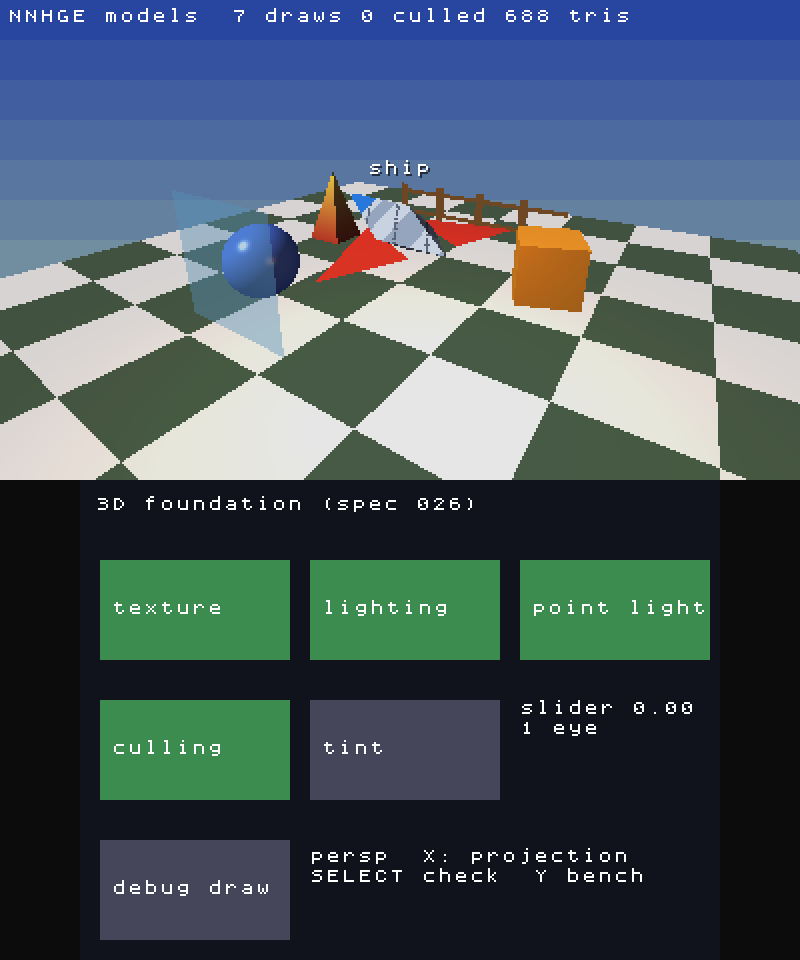 NNHGE models  7 draws 0 culled 688 tris
ship
3D foundation (spec 026)
texture
lighting
point light
culling
tint
slider 0.00
1 eye
debug draw
persp  X: projection
SELECT check  Y bench